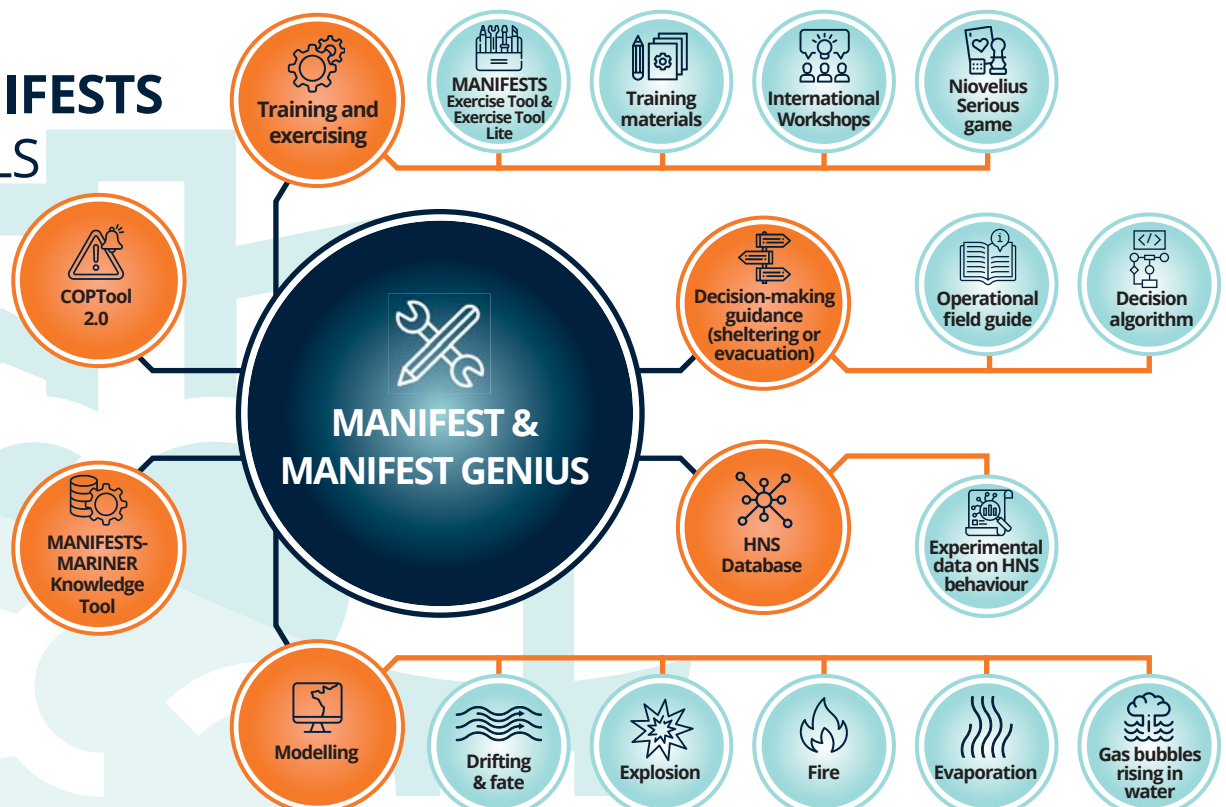 IFESTS
LS
Training and
exercising
MANIFESTS
Exercise Tool &
Exercise Tool
Lite
Training
materials
International
Workshops
Niovelius
Serious
game
COPTool
2.0
Decision-making
guidance
(sheltering or
evacuation)
i
Operational
field guide
</>
Decision
algorithm
MANIFEST &
MANIFEST GENIUS
MANIFESTS-
MARINER
Knowledge
Tool
HNS
Database
Experimental
data on HNS
behaviour
Modelling
Drifting
& fate
Explosion
Fire
Evaporation
Gas bubbles
rising in
water